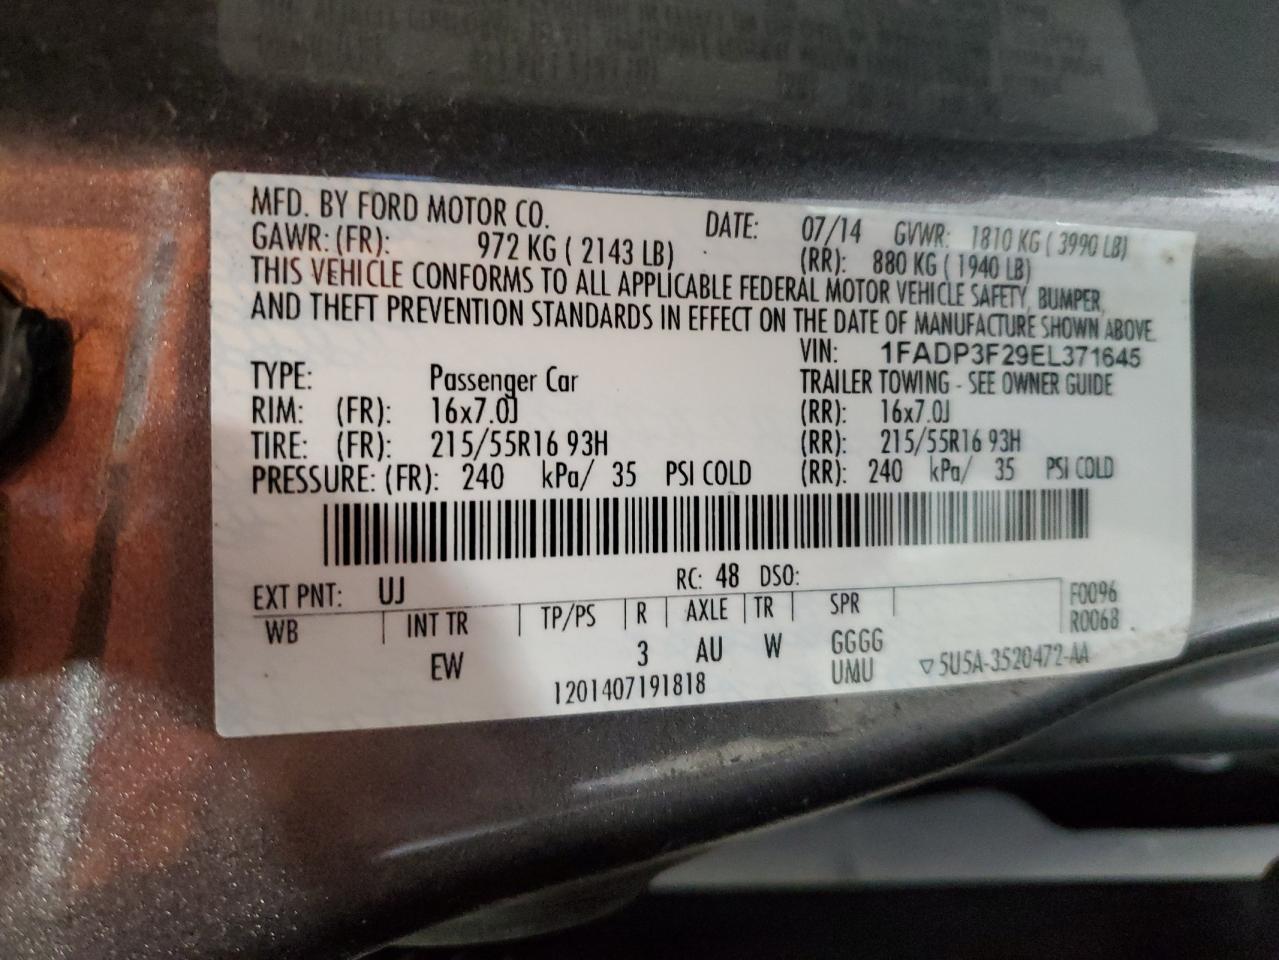 MFD. BY FORD MOTOR CO. DATE: 07/14 GVWR: 1810 KG ( 3990 LB)
GAWR: (FR): 972 KG ( 2143 LB) (RR): 880 KG ( 1940 LB)
THIS VEHICLE CONFORMS TO ALL APPLICABLE FEDERAL MOTOR VEHICLE SAFETY, BUMPER,
AND THEFT PREVENTION STANDARDS IN EFFECT ON THE DATE OF MANUFACTURE SHOWN ABOVE.
VIN: 1FADP3F29EL371645
TYPE: Passenger Car TRAILER TOWING - SEE OWNER GUIDE
RIM: (FR): 16x7.0J (RR): 16x7.0J
TIRE: (FR): 215/55R16 93H (RR): 215/55R16 93H
PRESSURE: (FR): 240 kPa/ 35 PSI COLD (RR): 240 kPa/ 35 PSI COLD
EXT PNT: UJ RC: 48 DSO: F0096
WB INT TR TP/PS R AXLE TR SPR R0068
EW 3 AU W GGGG
1201407191818 UMU ▽5U5A-3520472-AA